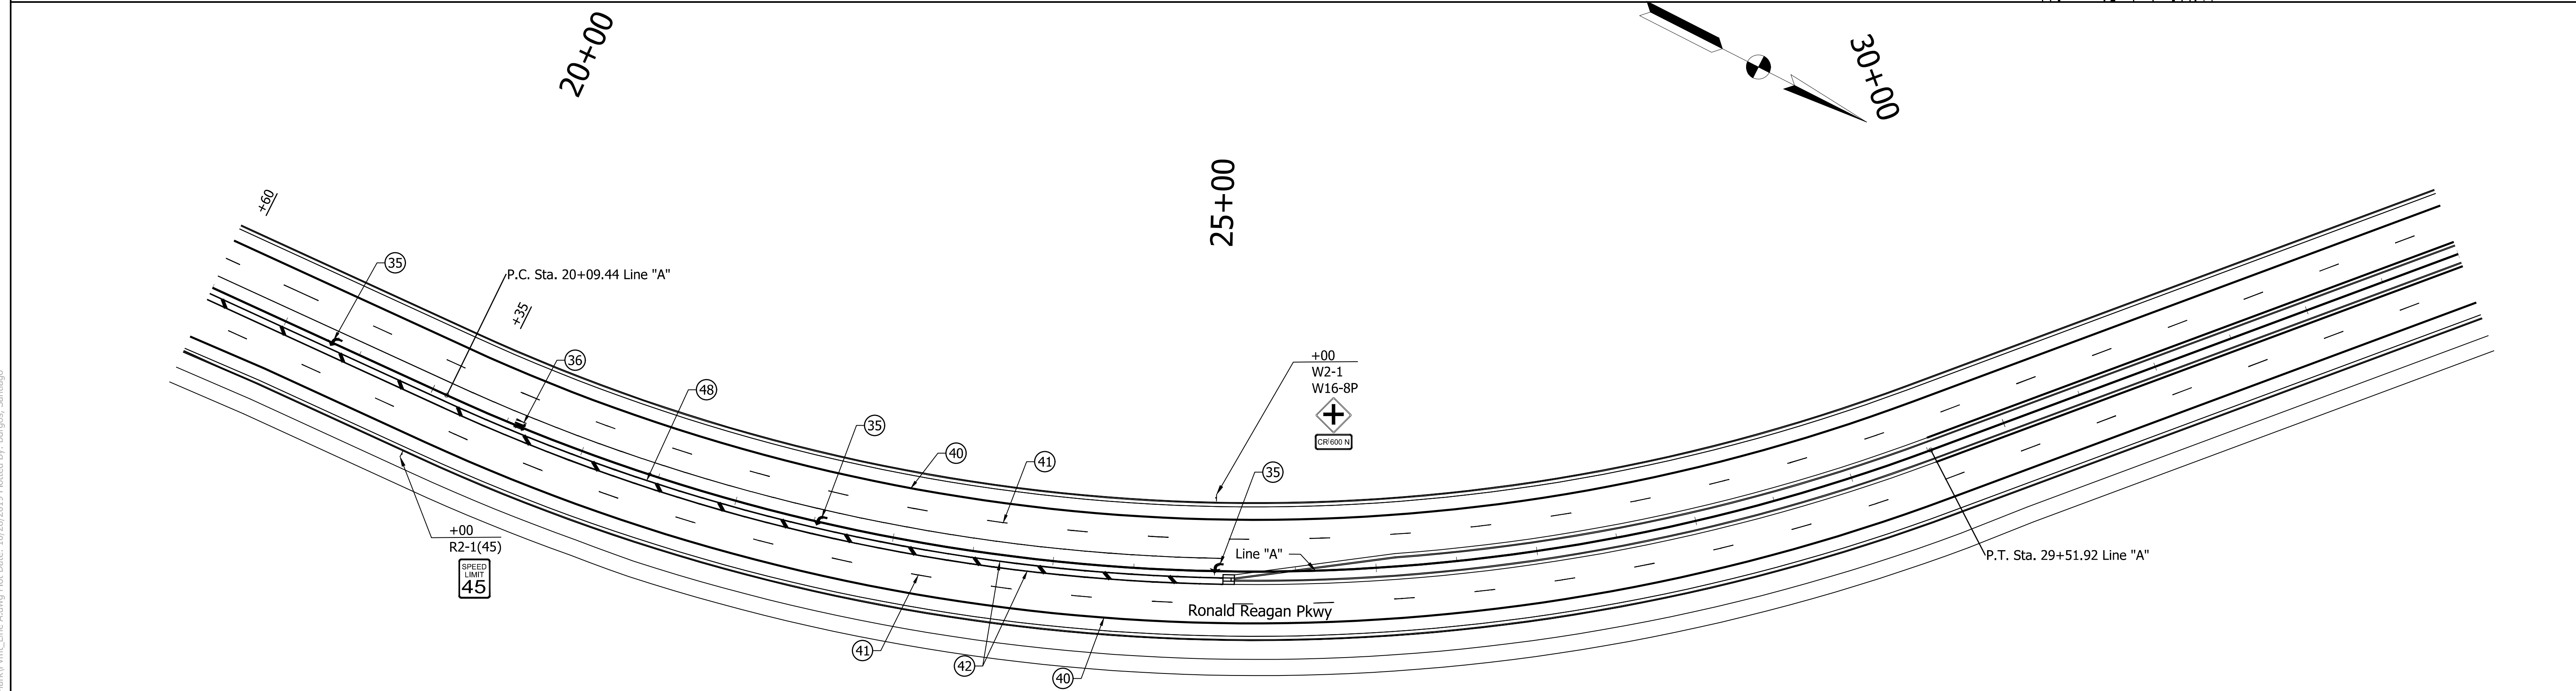 20+00
30+00
25+00
+60
35
P.C. Sta. 20+09.44 Line "A"
+35
36
48
35
40
41
35
+00
W2-1
W16-8P
CR 600 N
Line "A"
P.T. Sta. 29+51.92 Line "A"
+00
R2-1(45)
SPEED
LIMIT
45
Ronald Reagan Pkwy
41
42
40